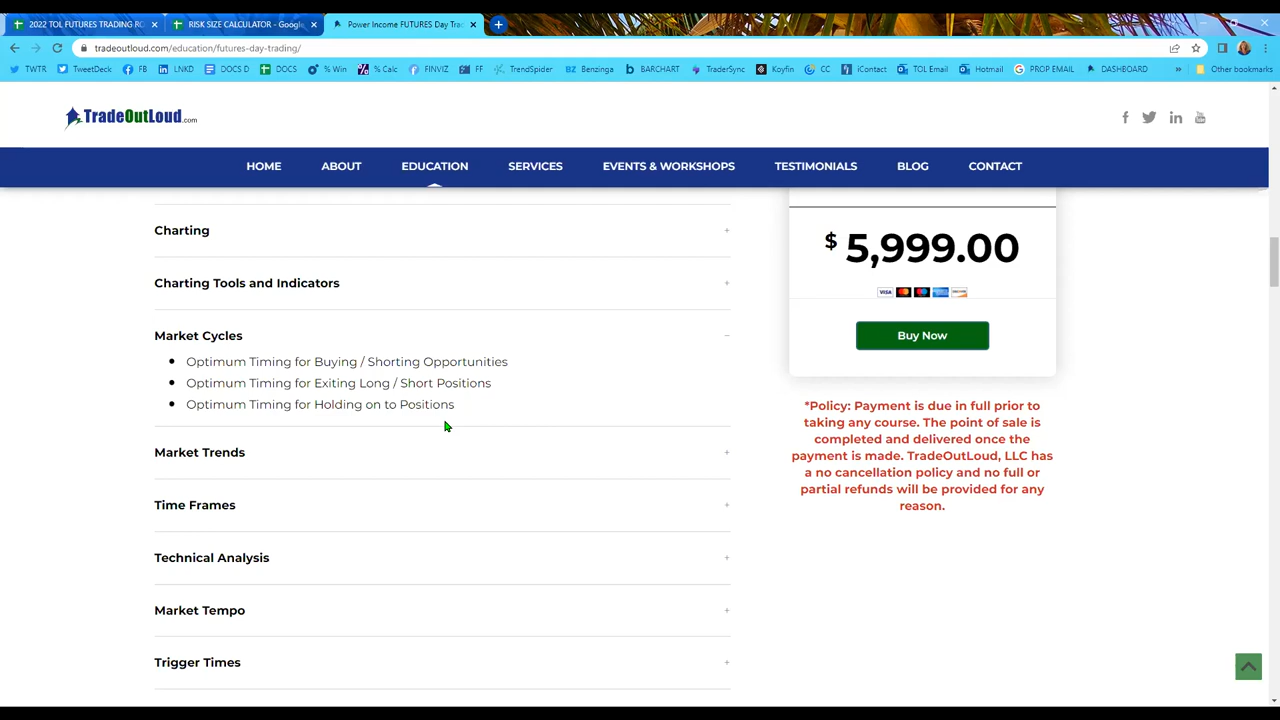 2022 TOL FUTURES TRADING RO
RISK SIZE CALCULATOR - Google
Power Income FUTURES Day Trad
tradeoutloud.com/education/futures-day-trading/
TWTR
TweetDeck
FB
LNKD
DOCS D
DOCS
% Win
% Calc
FINVIZ
FF
TrendSpider
Benzinga
BARCHART
TraderSync
Koyfin
CC
iContact
TOL Email
Hotmail
PROP EMAIL
DASHBOARD
»
Other bookmarks
TradeOutLoud.com
HOME
ABOUT
EDUCATION
SERVICES
EVENTS & WORKSHOPS
TESTIMONIALS
BLOG
CONTACT
Charting
Charting Tools and Indicators
Market Cycles
Optimum Timing for Buying / Shorting Opportunities
Optimum Timing for Exiting Long / Short Positions
Optimum Timing for Holding on to Positions
Market Trends
Time Frames
Technical Analysis
Market Tempo
Trigger Times
$ 5,999.00
VISA
Buy Now
*Policy: Payment is due in full prior to
taking any course. The point of sale is
completed and delivered once the
payment is made. TradeOutLoud, LLC has
a no cancellation policy and no full or
partial refunds will be provided for any
reason.